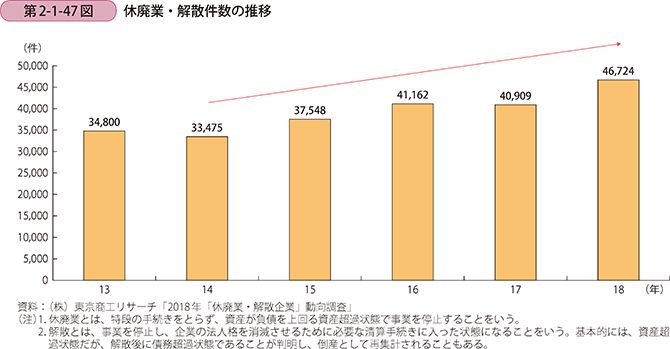 第2-1-47図 休廃業・解散件数の推移
(件)
50,000
45,000
40,000
35,000
30,000
25,000
20,000
15,000
10,000
5,000
0
34,800
33,475
37,548
41,162
40,909
46,724
13 14 15 16 17 18 (年)
資料:(株)東京商工リサーチ「2018年「休廃業・解散企業」動向調査」
(注)1. 休廃業とは、特段の手続きをとらず、資産が負債を上回る資産超過状態で事業を停止することをいう。
2. 解散とは、事業を停止し、企業の法人格を消滅させるために必要な清算手続きに入った状態になることをいう。基本的には、資産超
過状態だが、解散後に債務超過状態であることが判明し、倒産として再集計されることもある。